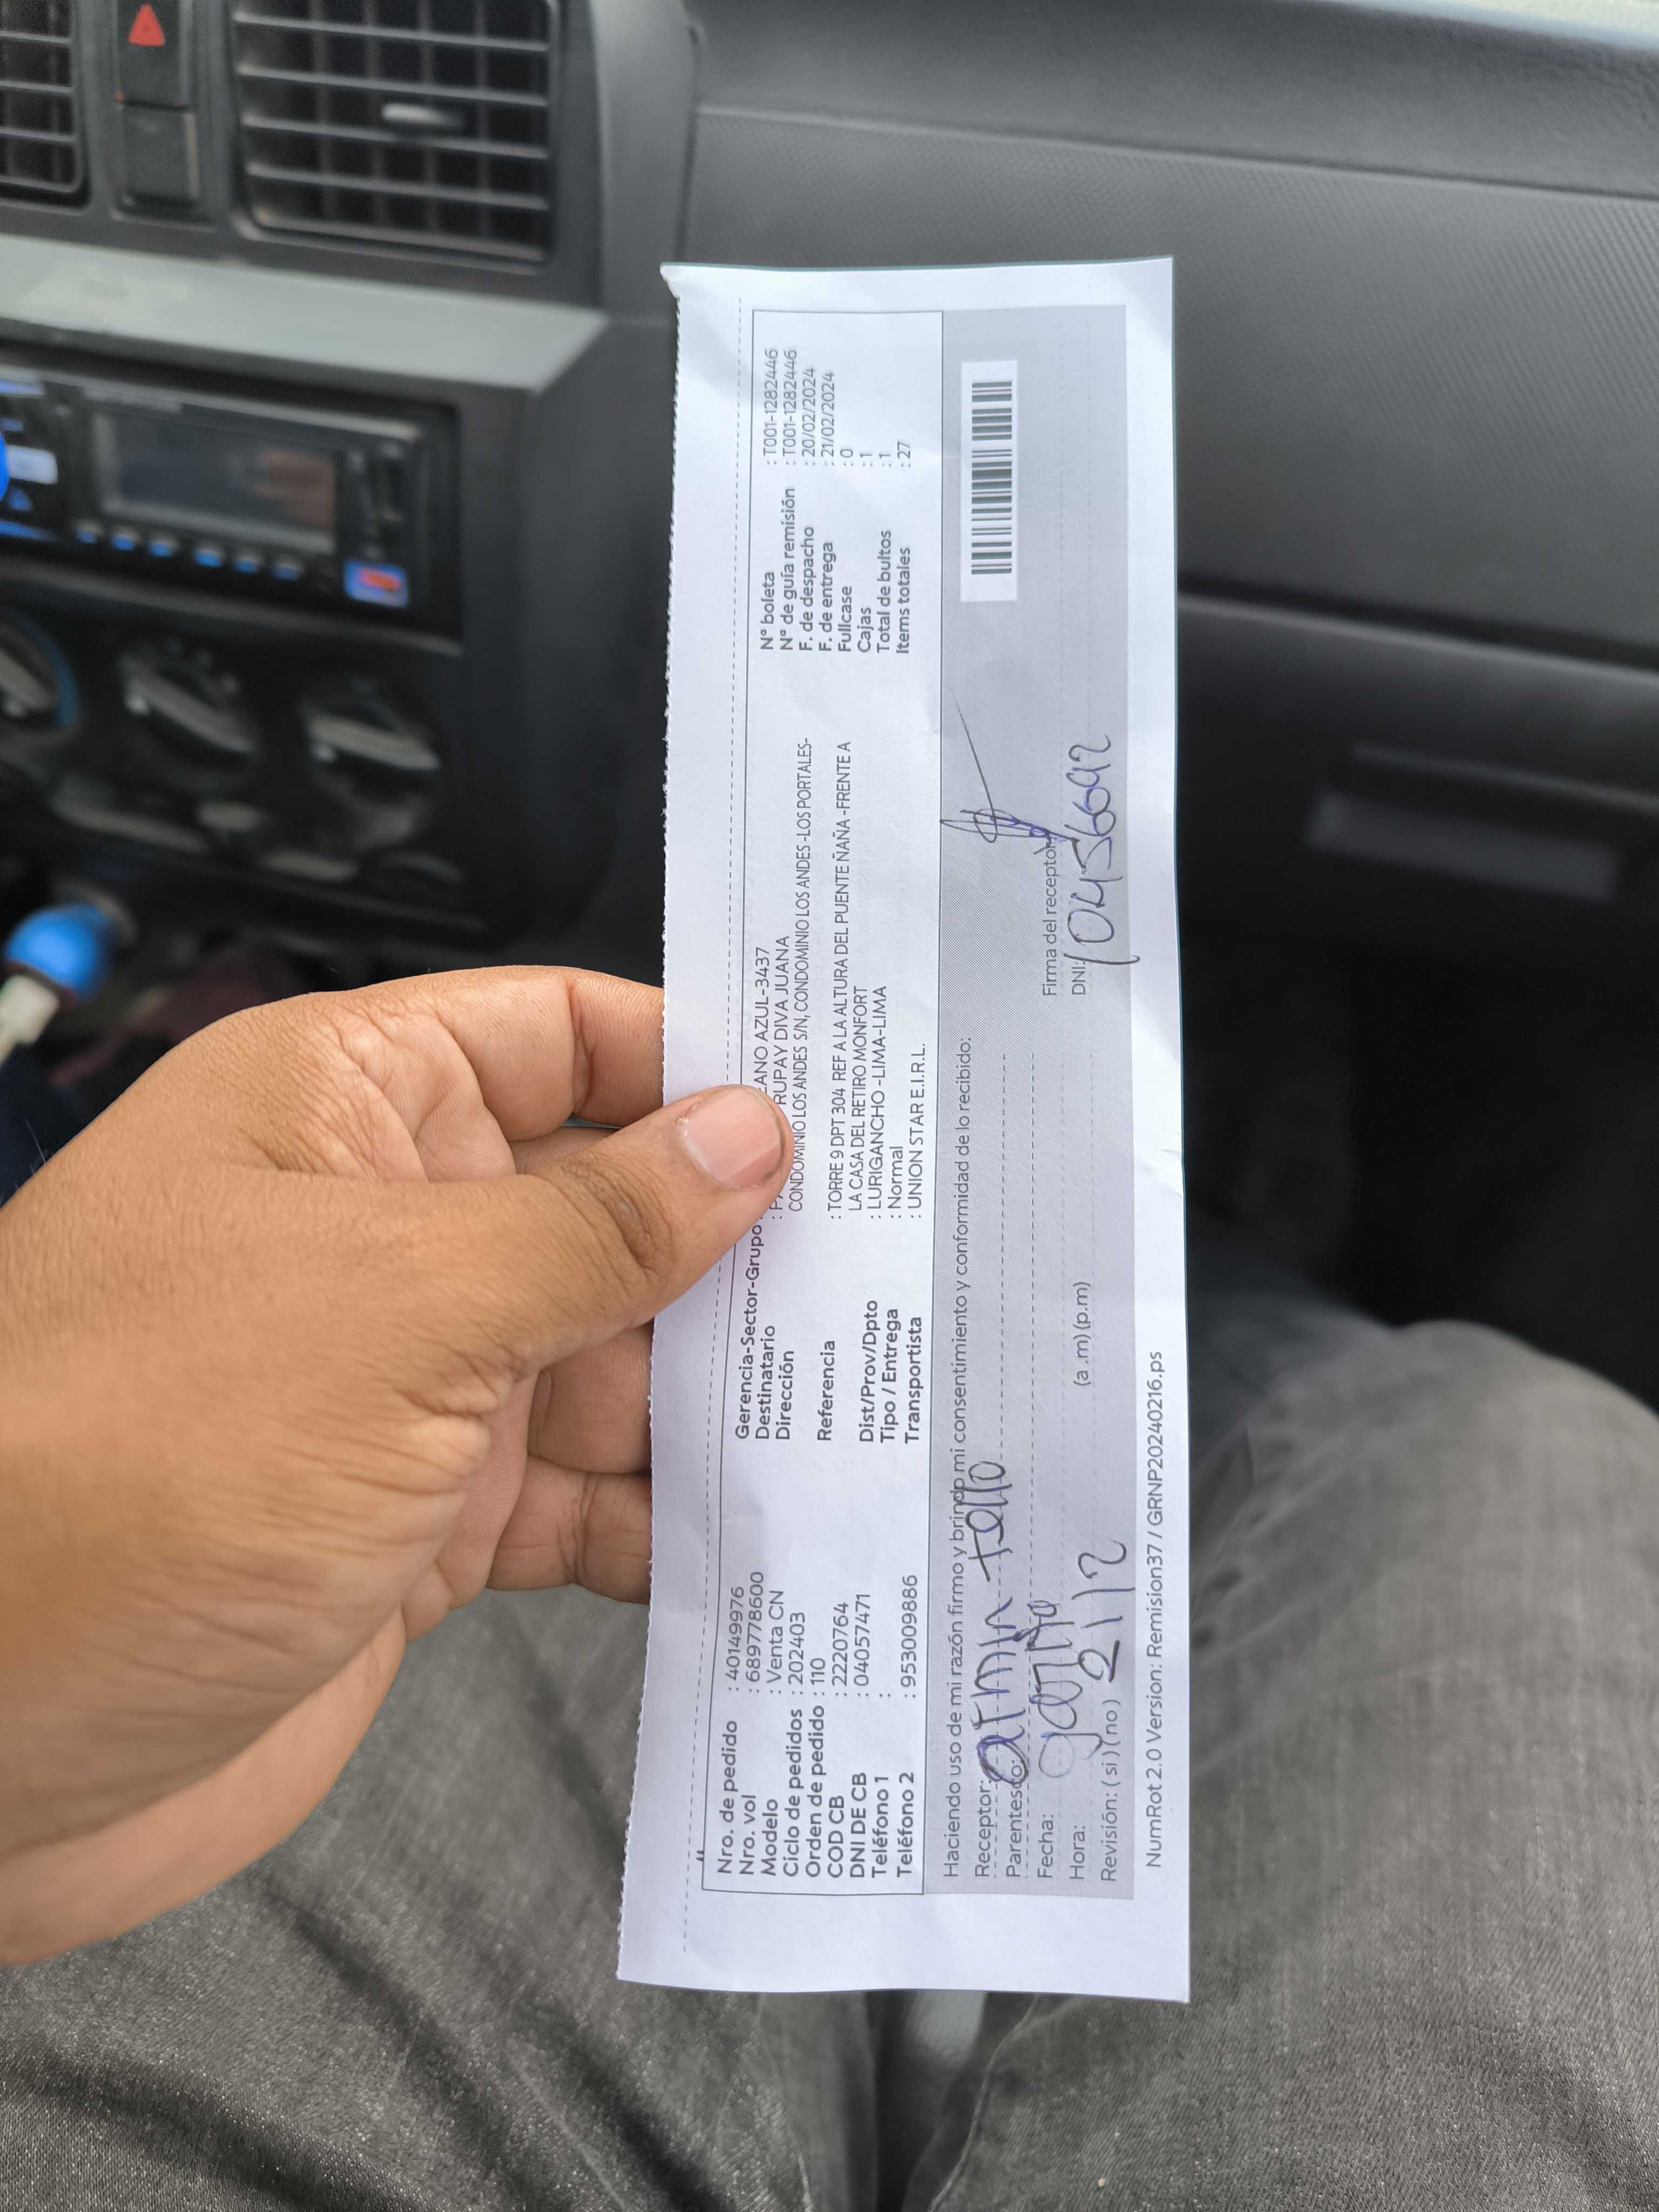 Nro. de pedido : 40149976
Nro. vol : 689778600
Modelo : Venta CN
Ciclo de pedidos : 202403
Orden de pedido : 110
COD CB : 2220764
DNI DE CB : 04057471
Teléfono 1 :
Teléfono 2 : 953009886
Gerencia-Sector-Grupo ANO AZUL-3437
Destinatario : RUPAY DIVA JUANA
Dirección CONDOMINIO LOS ANDES S/N, CONDOMINIO LOS ANDES -LOS PORTALES-
Referencia : TORRE 9 DPT 304 REF A LA ALTURA DEL PUENTE ÑAÑA -FRENTE A
LA CASA DEL RETIRO MONFORT
Dist/Prov/Dpto : LURIGANCHO -LIMA-LIMA
Tipo / Entrega : Normal
Transportista : UNION STAR E.I.R.L.
N° boleta : T001-1282446
N° de guía remisión : T001-1282446
F. de despacho : 20/02/2024
F. de entrega : 21/02/2024
Fullcase : 0
Cajas : 1
Total de bultos : 1
Items totales : 27
Haciendo uso de mi razón firmo y brindo mi consentimiento y conformidad de lo recibido:
Receptor: armin tello
Parentesco:
Fecha:
Hora: 2112 (a .m) (p.m)
Revisión: ( si ) ( no )
Firma del receptor
DNI: 10456692
NumRot 2.0 Version: Remision37 / GRNP20240216.ps